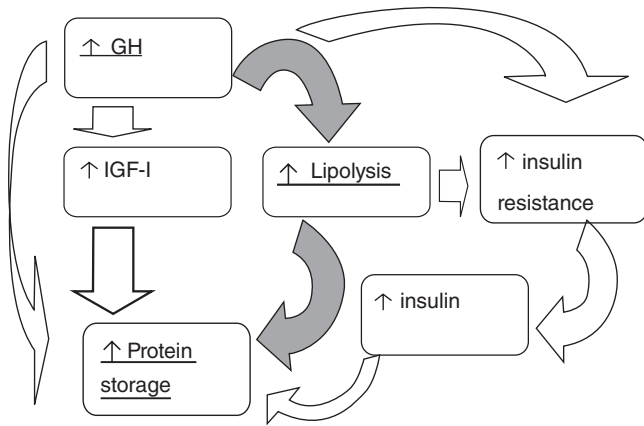 ↑ GH
↑ IGF-I
↑ Lipolysis
↑ insulin
resistance
↑ insulin
↑ Protein
storage